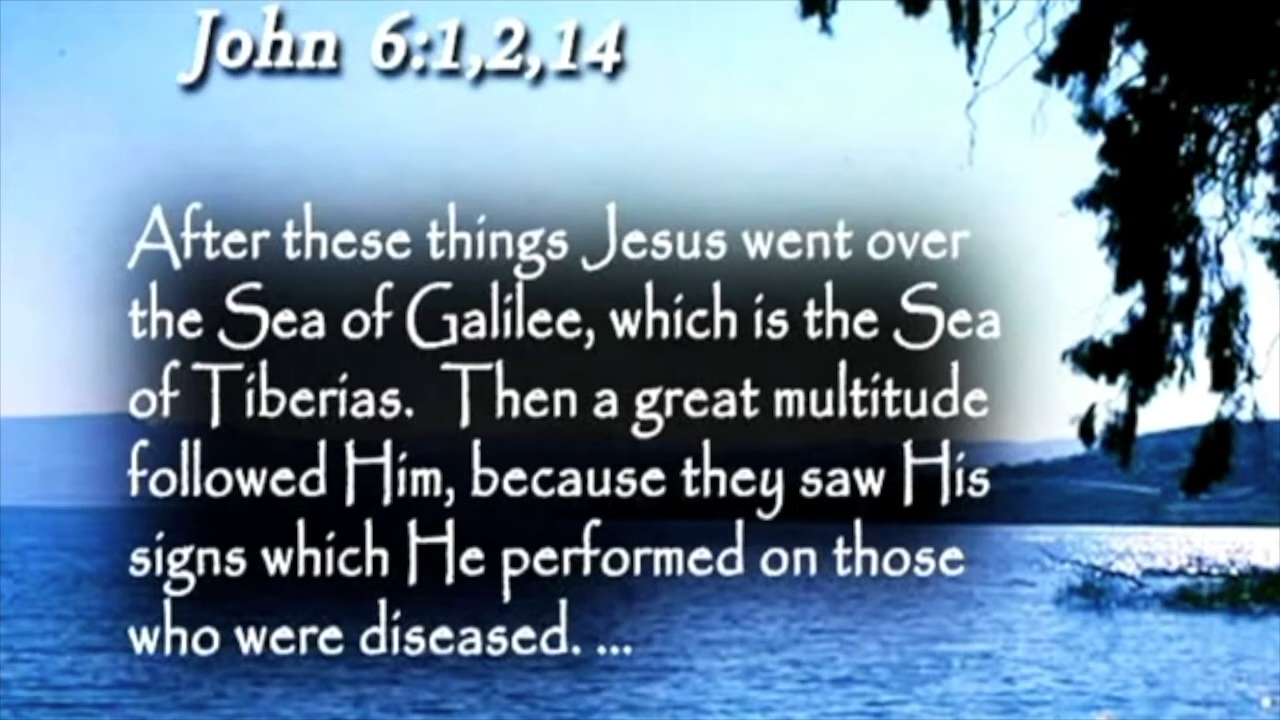 John 6:1,2,14
After these things Jesus went over
the Sea of Galilee, which is the Sea
of Tiberias. Then a great multitude
followed Him, because they saw His
signs which He performed on those
who were diseased. ...